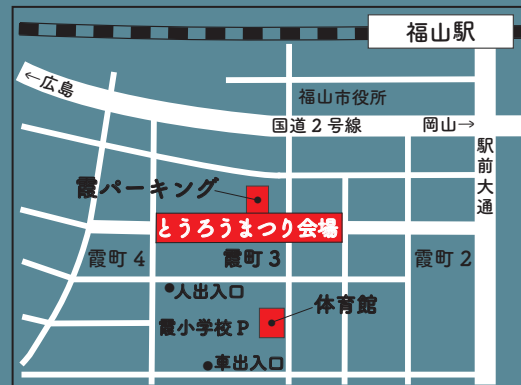 福山駅
←広島
福山市役所
国道2号線
岡山→
駅前大通
霞パーキング
とうろうまつり会場
霞町4
霞町3
霞町2
●人出入口
体育館
霞小学校P
●車出入口